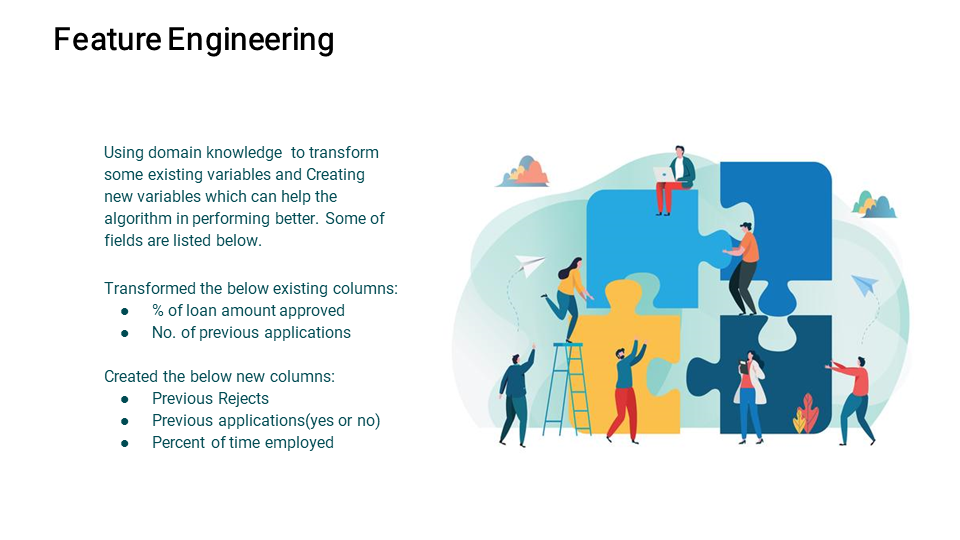 Feature Engineering
Using domain knowledge to transform
some existing variables and Creating
new variables which can help the
algorithm in performing better. Some of
fields are listed below.
Transformed the below existing columns:
● % of loan amount approved
● No. of previous applications
Created the below new columns:
● Previous Rejects
● Previous applications(yes or no)
● Percent of time employed